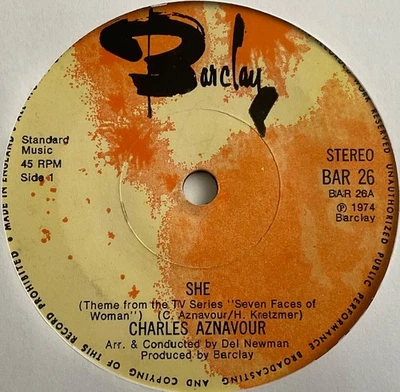 Barclay
Standard
Music
45 RPM
Side 1
STEREO
BAR 26
BAR 26A
Ⓟ 1974
Barclay
SHE
(Theme from the TV Series "Seven Faces of
Woman") (C. Aznavour/H. Kretzmer)
CHARLES AZNAVOUR
Arr. & Conducted by Del Newman
Produced by Barclay
MADE IN ENGLAND
UNAUTHORIZED PUBLIC PERFORMANCE BROADCASTING AND COPYING OF THIS RECORD PROHIBITED